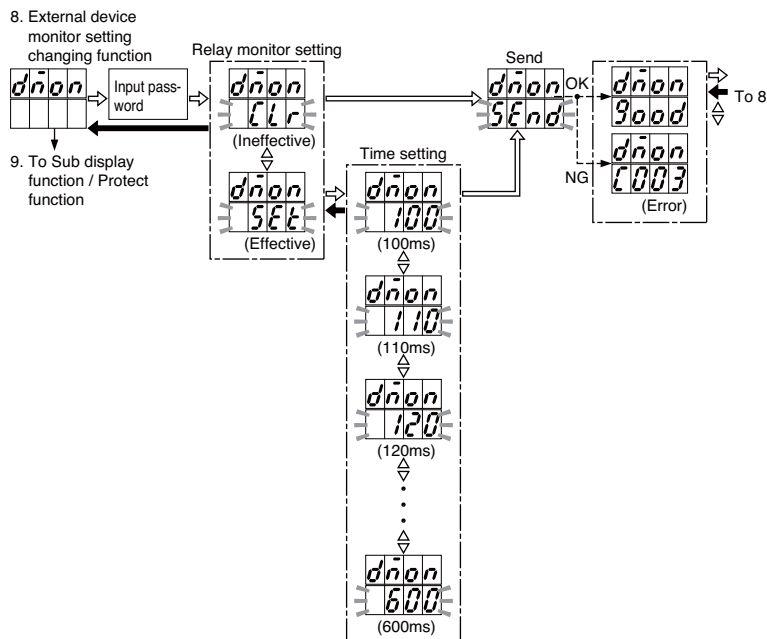 8. External device
monitor setting
changing function
dmon
Input pass-
word
9. To Sub display
function / Protect
function
Relay monitor setting
dmon
CLr
(Ineffective)
dmon
SEt
(Effective)
Time setting
dmon
100
(100ms)
dmon
110
(110ms)
dmon
120
(120ms)
dmon
600
(600ms)
Send
dmon
SEnd
OK
NG
dmon
good
dmon
C003
(Error)
To 8